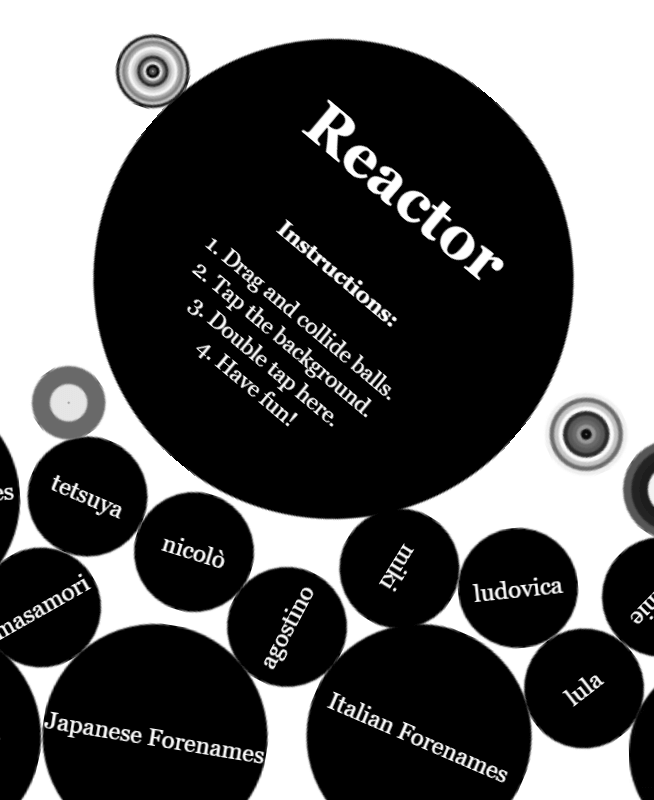 Reactor
Instructions:
1. Drag and collide balls.
2. Tap the background.
3. Double tap here.
4. Have fun!
es
tetsuya
nicolò
miki
ludovica
masamori
agostino
lula
Japanese Forenames
Italian Forenames